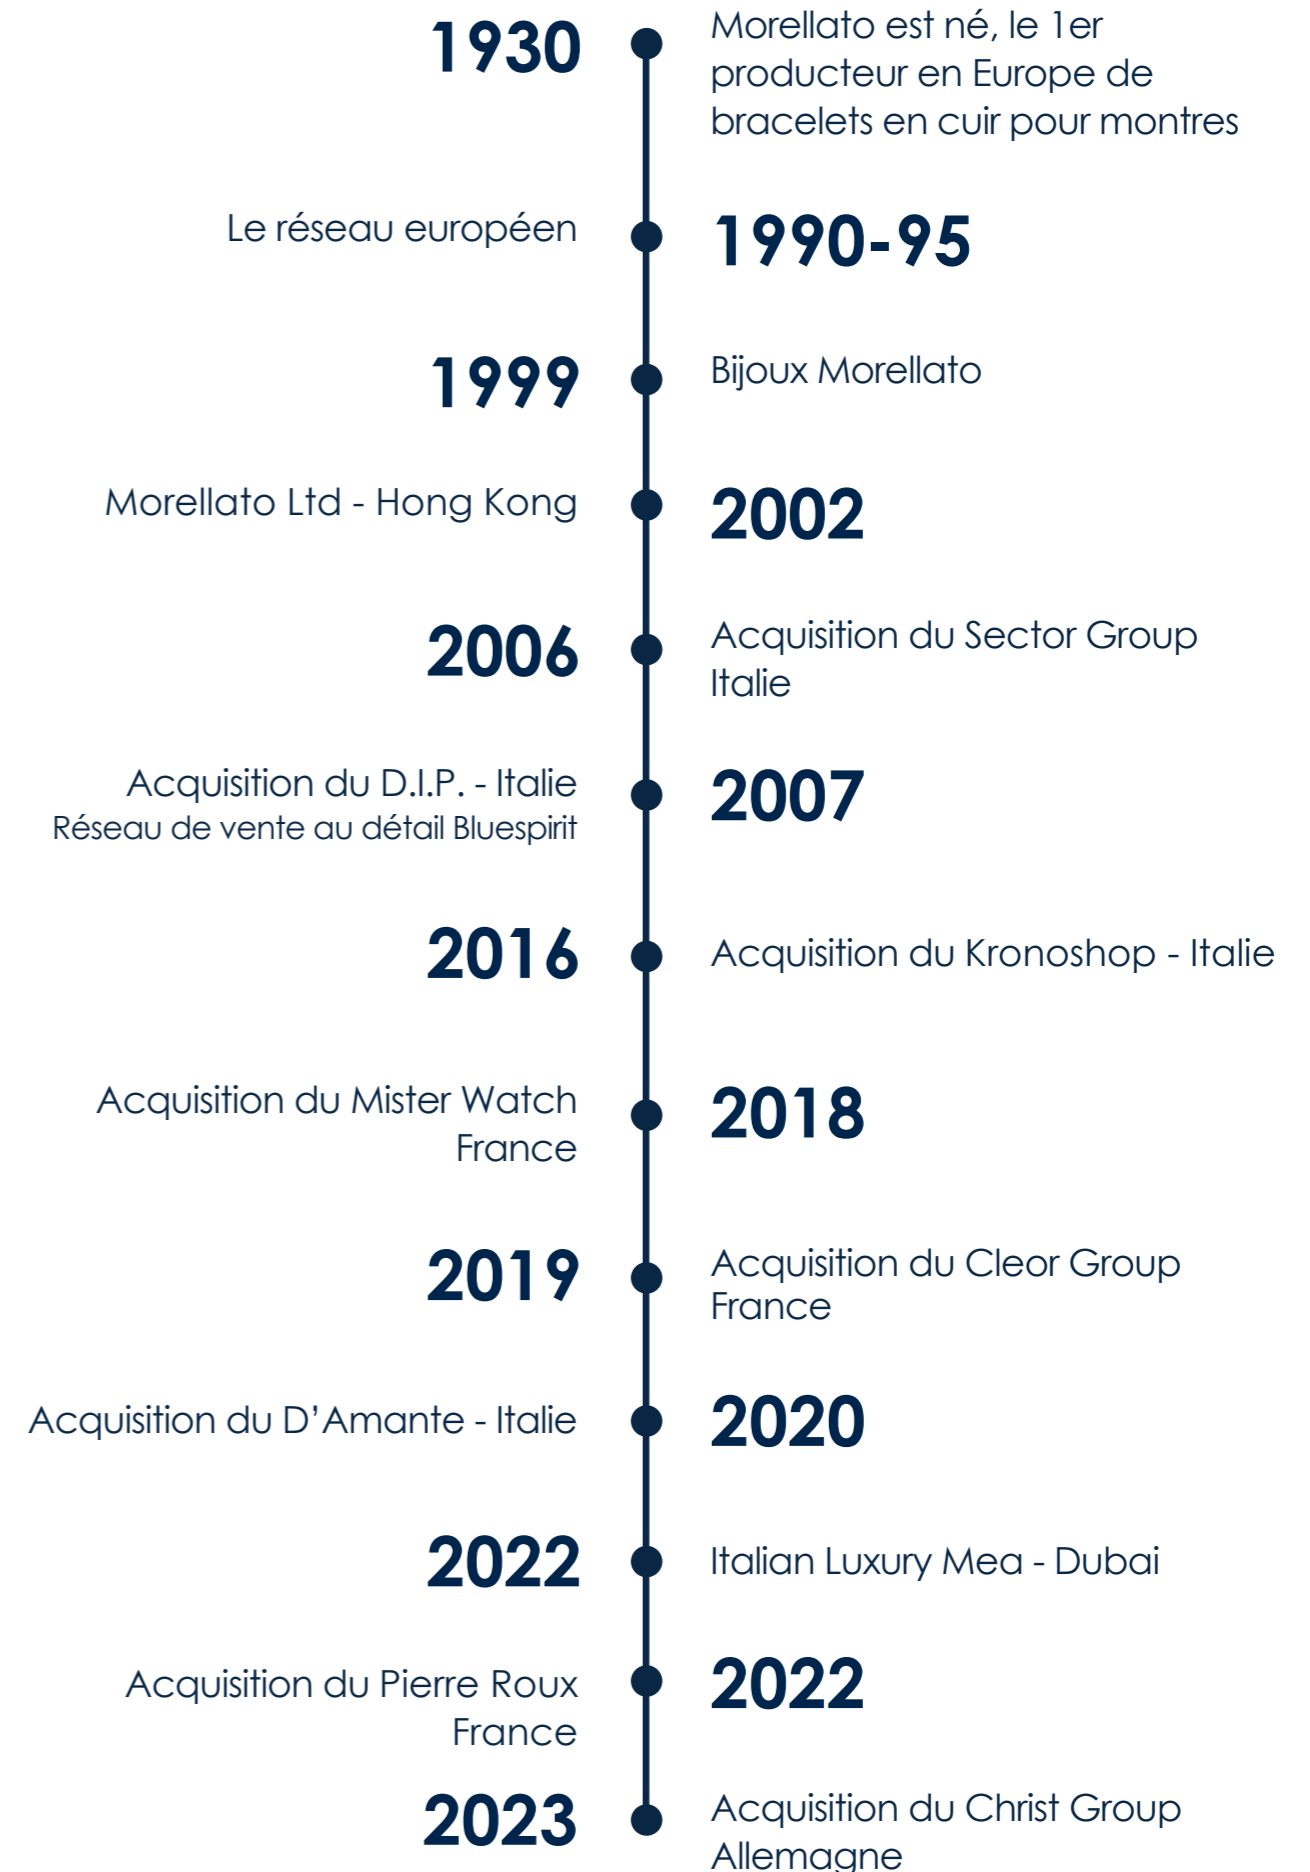 1930
Morellato est né, le 1er
producteur en Europe de
bracelets en cuir pour montres
Le réseau européen
1990-95
1999
Bijoux Morellato
Morellato Ltd - Hong Kong
2002
2006
Acquisition du Sector Group
Italie
Acquisition du D.I.P. - Italie
Réseau de vente au détail Bluespirit
2007
2016
Acquisition du Kronoshop - Italie
Acquisition du Mister Watch
France
2018
2019
Acquisition du Cleor Group
France
Acquisition du D’Amante - Italie
2020
2022
Italian Luxury Mea - Dubai
Acquisition du Pierre Roux
France
2022
2023
Acquisition du Christ Group
Allemagne